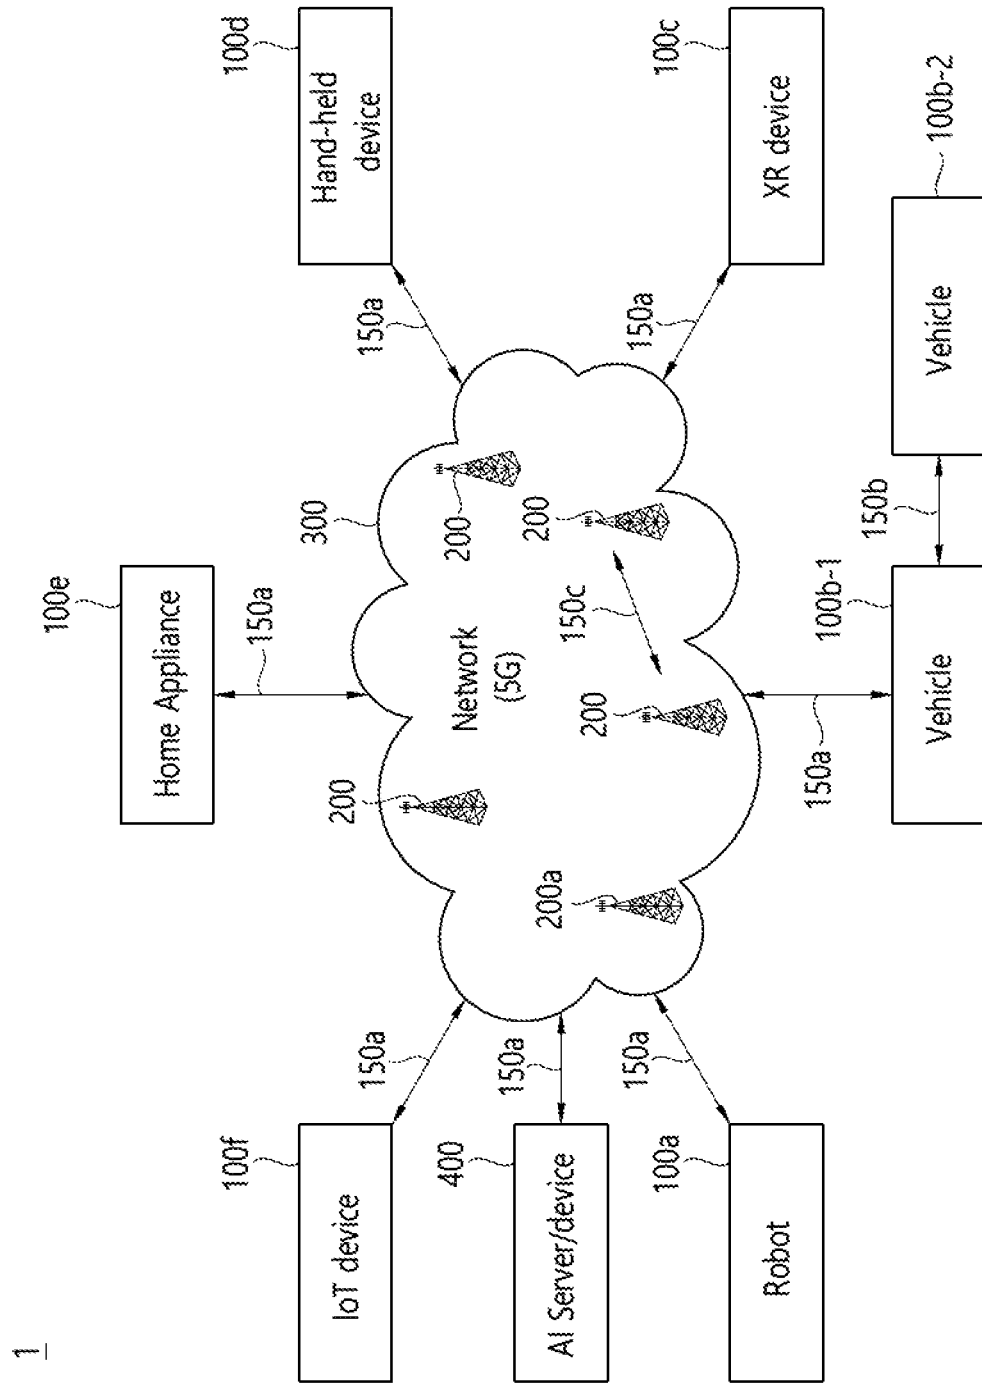 1
Home Appliance
100e
150a
IoT device
100f
150a
300
Hand-held
device
100d
150a
200
200
Network
(5G)
200
AI Server/device
400
150a
200a
200
150c
Robot
100a
150a
XR device
100c
150a
150a
Vehicle
100b-1
150b
Vehicle
100b-2